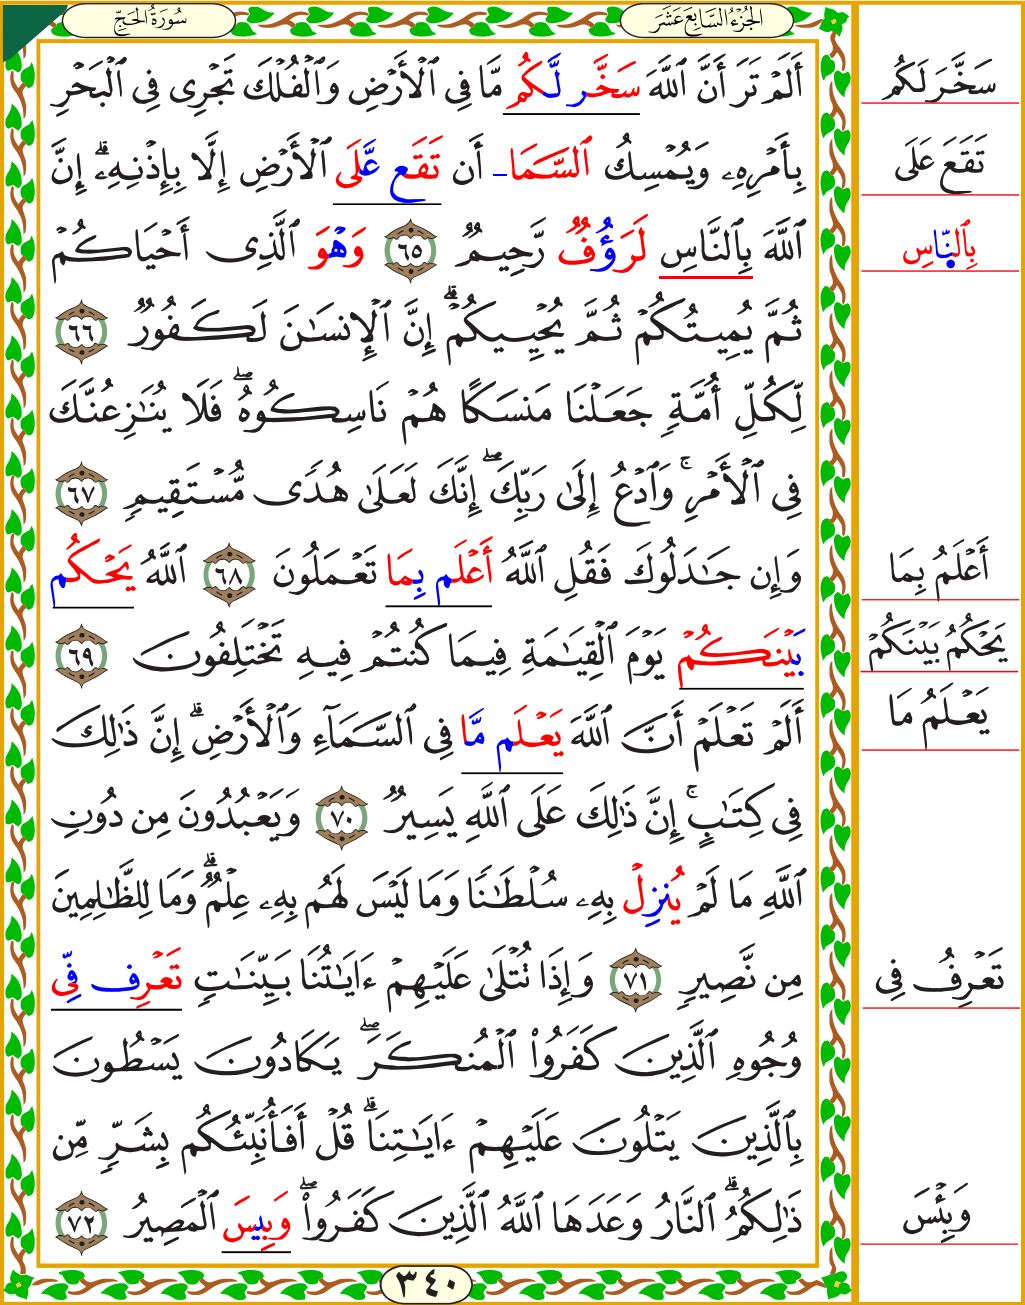 الجُزْءُ السَّابِعَ عَشَرَ
سُورَةُ الحَجِّ
أَلَمْ تَرَ أَنَّ ٱللَّهَ سَخَّر لَّكُم مَّا فِى ٱلْأَرْضِ وَٱلْفُلْكَ تَجْرِى فِى ٱلْبَحْرِ
بِأَمْرِهِۦ وَيُمْسِكُ ٱلسَّمَا- أَن تَقَع عَّلَى ٱلْأَرْضِ إِلَّا بِإِذْنِهِۦٓ ۗ إِنَّ
ٱللَّهَ بِٱلنَّاسِ لَرَؤُفٌ رَّحِيمٌ ٦٥ وَهْوَ ٱلَّذِى أَحْيَاكُمْ
ثُمَّ يُمِيتُكُمْ ثُمَّ يُحْيِيكُمْ ۗ إِنَّ ٱلْإِنسَٰنَ لَكَفُورٌ ٦٦
لِّكُلِّ أُمَّةٍ جَعَلْنَا مَنسَكًا هُمْ نَاسِكُوهُ ۖ فَلَا يُنَٰزِعُنَّكَ
فِى ٱلْأَمْرِ ۚ وَٱدْعُ إِلَىٰ رَبِّكَ ۖ إِنَّكَ لَعَلَىٰ هُدًى مُّسْتَقِيمٍ ٦٧
وَإِن جَٰدَلُوكَ فَقُلِ ٱللَّهُ أَعْلَم بِمَا تَعْمَلُونَ ٦٨ ٱللَّهُ يَحْكُم
بَيْنَكُمْ يَوْمَ ٱلْقِيَٰمَةِ فِيمَا كُنتُمْ فِيهِ تَخْتَلِفُونَ ٦٩
أَلَمْ تَعْلَمْ أَنَّ ٱللَّهَ يَعْلَم مَّا فِى ٱلسَّمَآءِ وَٱلْأَرْضِ ۗ إِنَّ ذَٰلِكَ
فِى كِتَٰبٍ ۚ إِنَّ ذَٰلِكَ عَلَى ٱللَّهِ يَسِيرٌ ٧٠ وَيَعْبُدُونَ مِن دُونِ
ٱللَّهِ مَا لَمْ يُنزِلْ بِهِۦ سُلْطَٰنًا وَمَا لَيْسَ لَهُم بِهِۦ عِلْمٌ ۗ وَمَا لِلظَّٰلِمِينَ
مِن نَّصِيرٍ ٧١ وَإِذَا تُتْلَىٰ عَلَيْهِمْ ءَايَٰتُنَا بَيِّنَٰتٍ تَعْرِف فِّى
وُجُوهِ ٱلَّذِينَ كَفَرُوا۟ ٱلْمُنكَرَ ۖ يَكَادُونَ يَسْطُونَ
بِٱلَّذِينَ يَتْلُونَ عَلَيْهِمْ ءَايَٰتِنَا ۗ قُلْ أَفَأُنَبِّئُكُم بِشَرٍّ مِّن
ذَٰلِكُمُ ۗ ٱلنَّارُ وَعَدَهَا ٱللَّهُ ٱلَّذِينَ كَفَرُوا۟ ۖ وَبِيسَ ٱلْمَصِيرُ ٧٢
٣٤٠
سَخَّرَ لَكُم
تَقَعَ عَلَى
بِٱلنَّاسِ
أَعْلَمُ بِمَا
يَحْكُمُ بَيْنَكُمْ
يَعْلَمُ مَا
تَعْرِفُ فِى
وَبِئْسَ